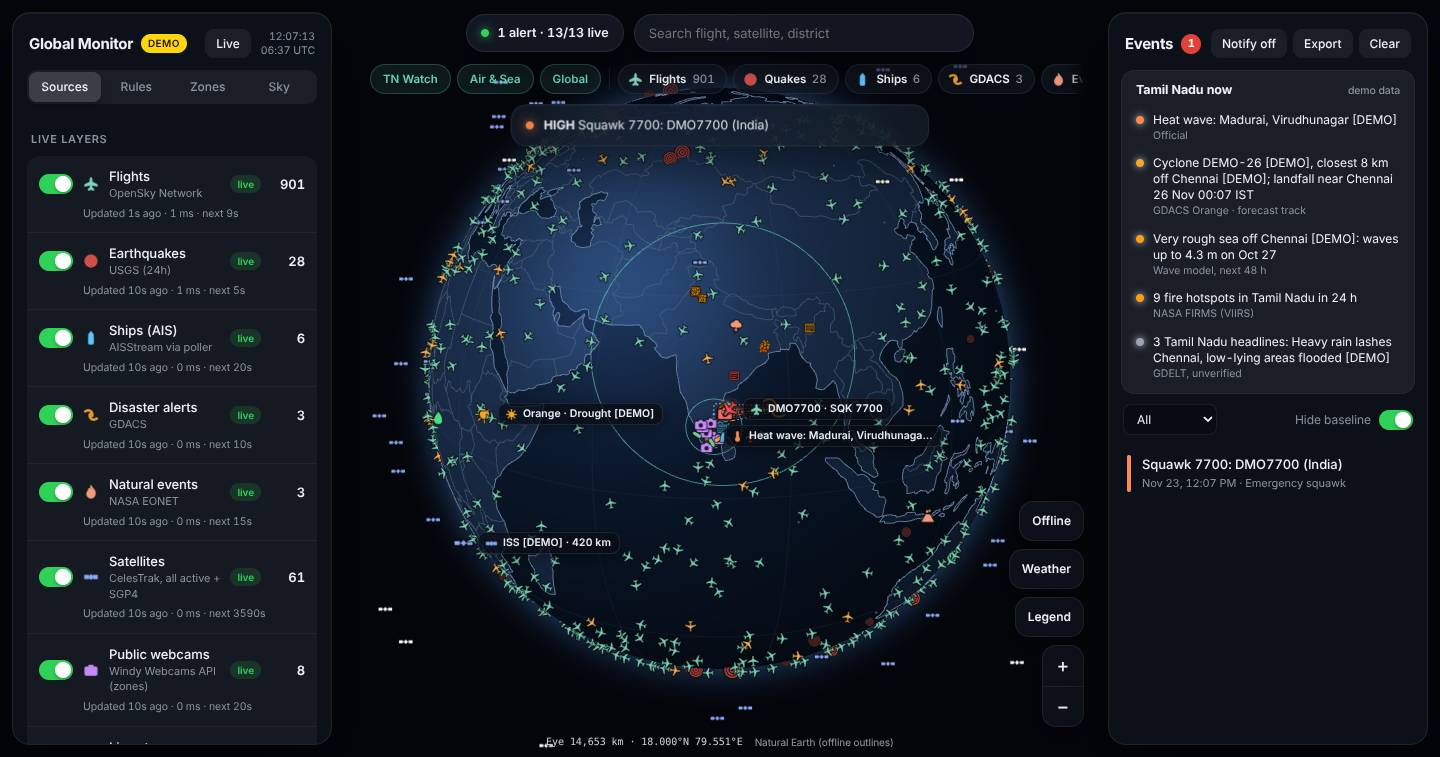 Global Monitor DEMO Live 12:07:13
06:37 UTC
Sources Rules Zones Sky
LIVE LAYERS
Flights
OpenSky Network
live 901
Updated 1s ago · 1 ms · next 9s
Earthquakes
USGS (24h)
live 28
Updated 10s ago · 1 ms · next 5s
Ships (AIS)
AISStream via poller
live 6
Updated 10s ago · 0 ms · next 20s
Disaster alerts
GDACS
live 3
Updated 10s ago · 0 ms · next 10s
Natural events
NASA EONET
live 3
Updated 10s ago · 0 ms · next 15s
Satellites
CelesTrak, all active +
SGP4
live 61
Updated 10s ago · 0 ms · next 3590s
Public webcams
Windy Webcams API
(zones)
live 8
Updated 10s ago · 0 ms · next 20s
1 alert · 13/13 live
Search flight, satellite, district
TN Watch Air & Sea Global Flights 901 Quakes 28 Ships 6 GDACS 3
HIGH Squawk 7700: DMO7700 (India)
Orange · Drought [DEMO]
DMO7700 · SQK 7700
Heat wave: Madurai, Virudhunaga...
ISS [DEMO] · 420 km
Offline
Weather
Legend
+
−
Eye 14,653 km · 18.000°N 79.551°E Natural Earth (offline outlines)
Events 1 Notify off Export Clear
Tamil Nadu now demo data
Heat wave: Madurai, Virudhunagar [DEMO]
Official
Cyclone DEMO-26 [DEMO], closest 8 km
off Chennai [DEMO]; landfall near Chennai
26 Nov 00:07 IST
GDACS Orange · forecast track
Very rough sea off Chennai [DEMO]: waves
up to 4.3 m on Oct 27
Wave model, next 48 h
9 fire hotspots in Tamil Nadu in 24 h
NASA FIRMS (VIIRS)
3 Tamil Nadu headlines: Heavy rain lashes
Chennai, low-lying areas flooded [DEMO]
GDELT, unverified
All Hide baseline
Squawk 7700: DMO7700 (India)
Nov 23, 12:07 PM · Emergency squawk